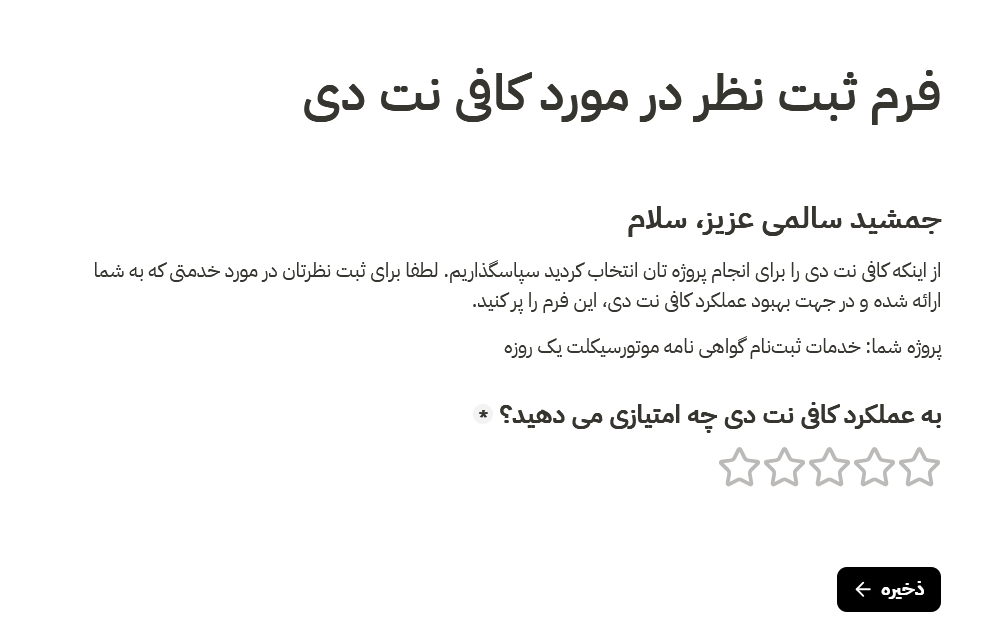 فرم ثبت نظر در مورد کافی نت دی
جمشید سالمی عزیز، سلام
از اینکه کافی نت دی را برای انجام پروژه تان انتخاب کردید سپاسگذاریم. لطفا برای ثبت نظرتان در مورد خدمتی که به شما
ارائه شده و در جهت بهبود عملکرد کافی نت دی، این فرم را پر کنید.
پروژه شما: خدمات ثبت‌نام گواهی نامه موتورسیکلت یک روزه
به عملکرد کافی نت دی چه امتیازی می دهید؟ *
ذخیره ←